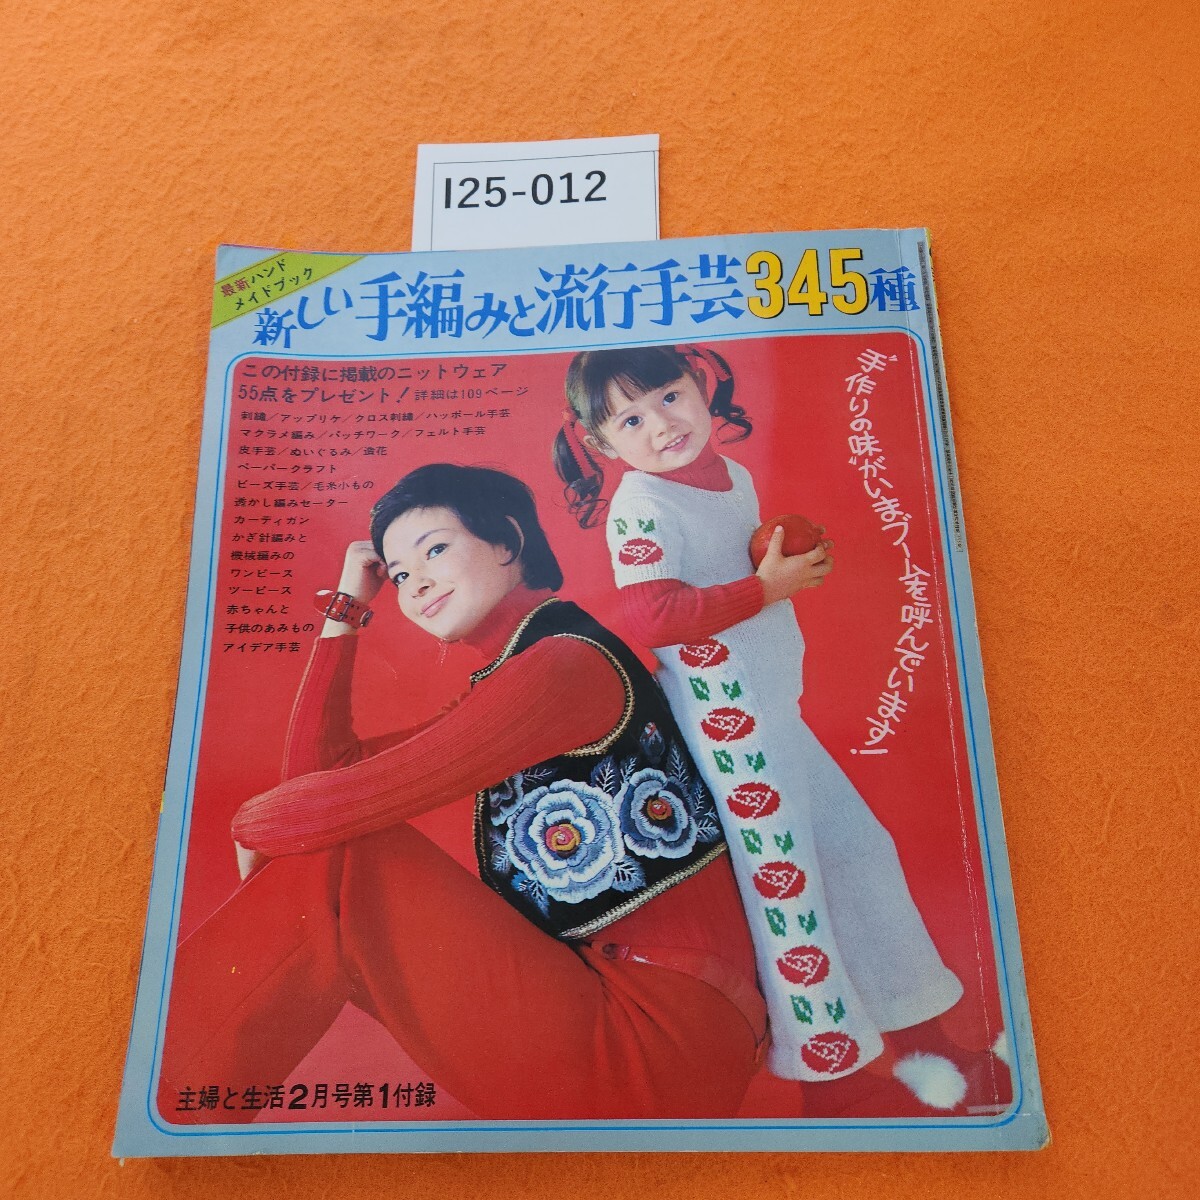 I25-012
最新ハンド
メイドブック
新しい手編みと流行手芸345種
この付録に掲載のニットウェア
55点をプレゼント!詳細は109ページ
刺繍/アップリケ/クロス刺繍/ハッポール手芸
マクラメ編み/パッチワーク/フェルト手芸
皮手芸/ぬいぐるみ/造花
ペーパークラフト
ビーズ手芸/毛糸小もの
透かし編みセーター
カーティガン
かぎ針編みと
機械編みの
ワンピース
ツーピース
赤ちゃんと
子供のあみもの
アイデア手芸
"手作りの味"がいまブームを呼んでいます!
主婦と生活2月号第1付録